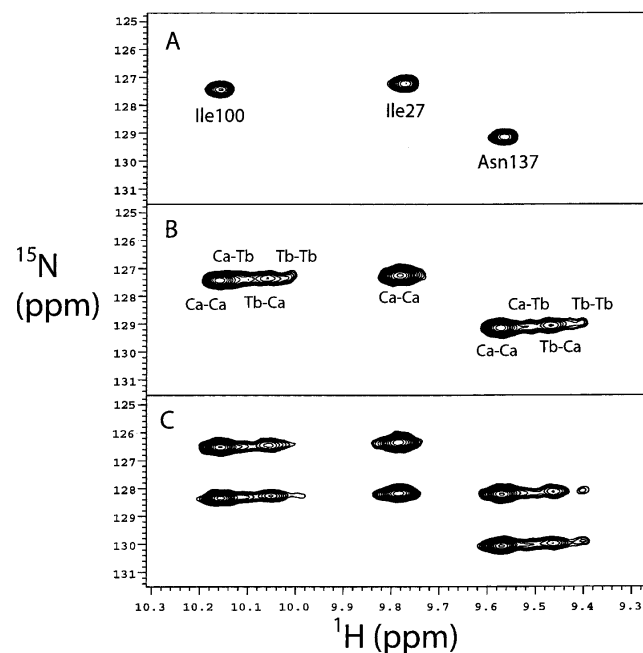 A
125
126
127
128
129
130
131
Ile100
Ile27
Asn137
15N
(ppm)
B
125
126
127
128
129
130
131
Ca-Tb Tb-Tb
Ca-Ca Tb-Ca
Ca-Ca
Ca-Tb Tb-Tb
Ca-Ca Tb-Ca
C
125
126
127
128
129
130
131
10.3 10.2 10.1 10.0 9.9 9.8 9.7 9.6 9.5 9.4 9.3
1H (ppm)